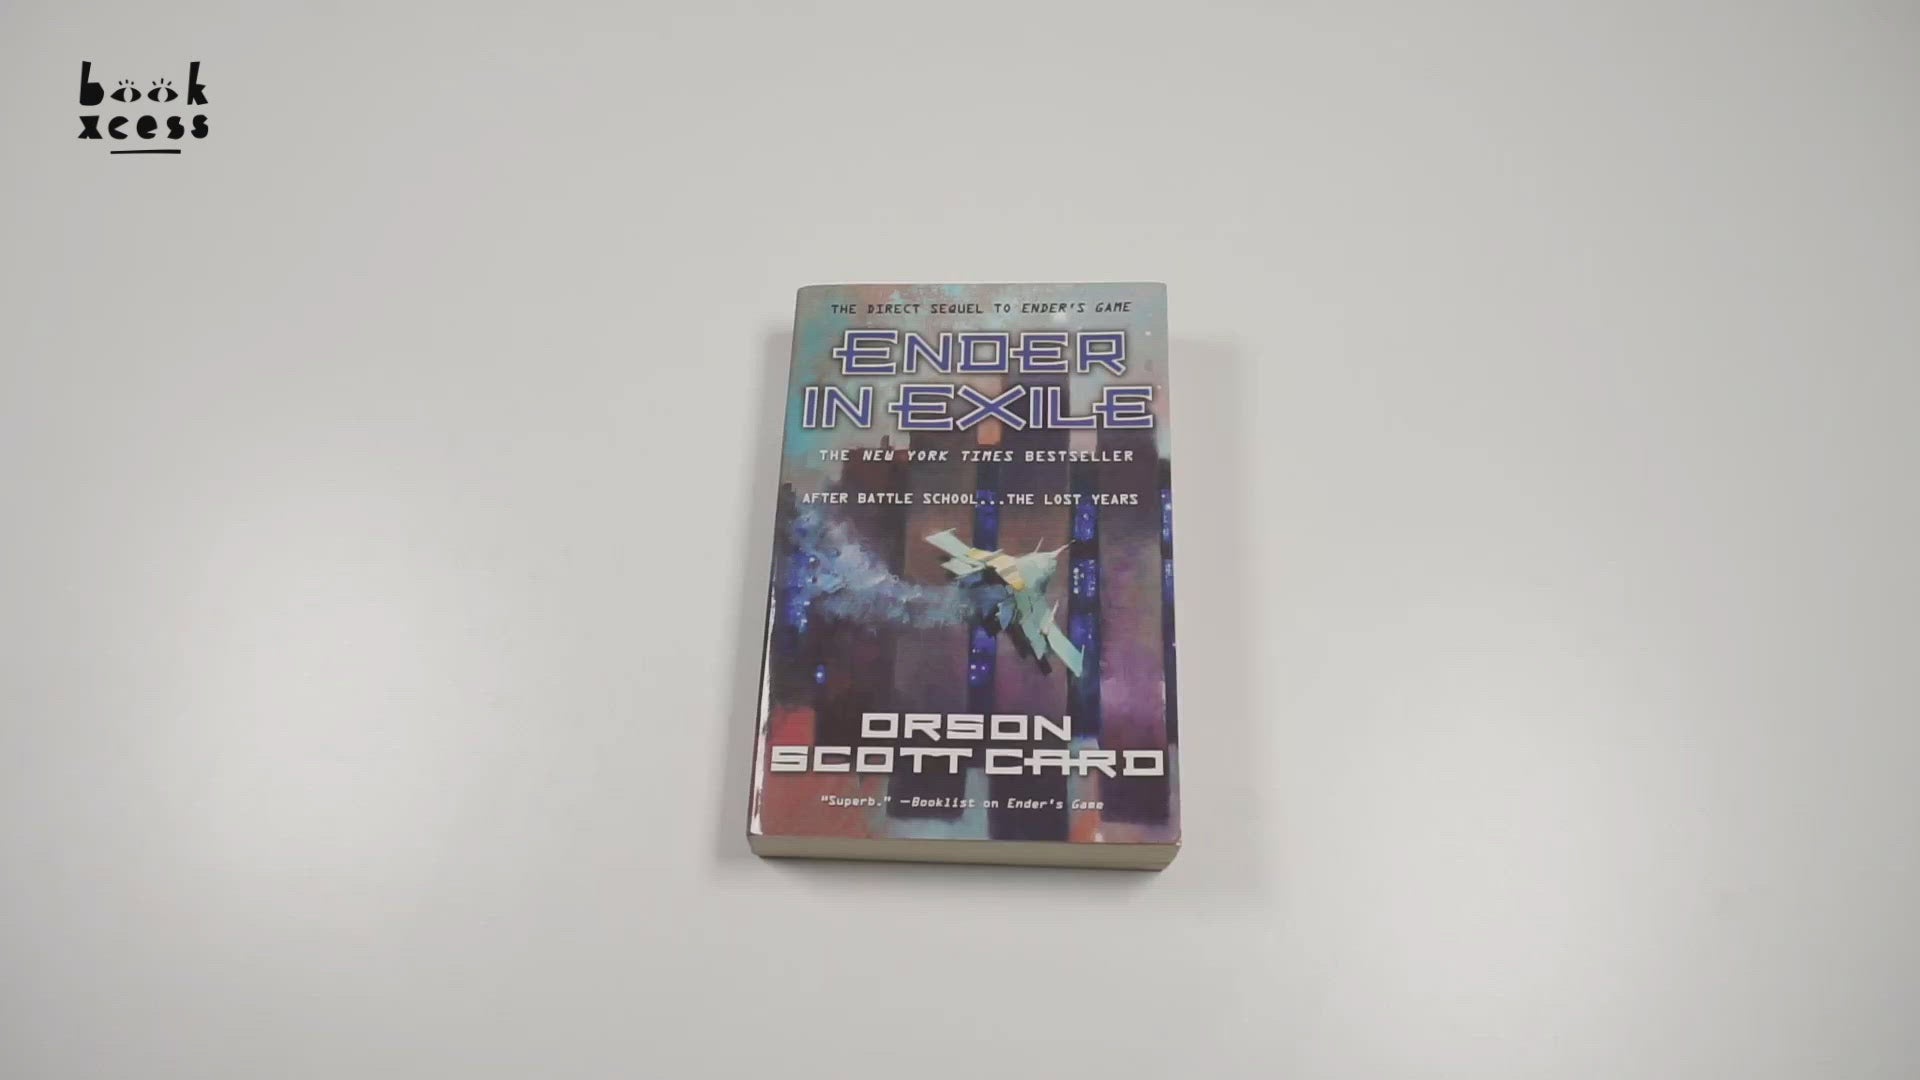 book
xcess
THE DIRECT SEQUEL TO ENDER'S GAME
ENDER
IN EXILE
THE NEW YORK TIMES BESTSELLER
AFTER BATTLE SCHOOL...THE LOST YEARS
ORSON
SCOTT CARD
"Superb." —Booklist on Ender's Game